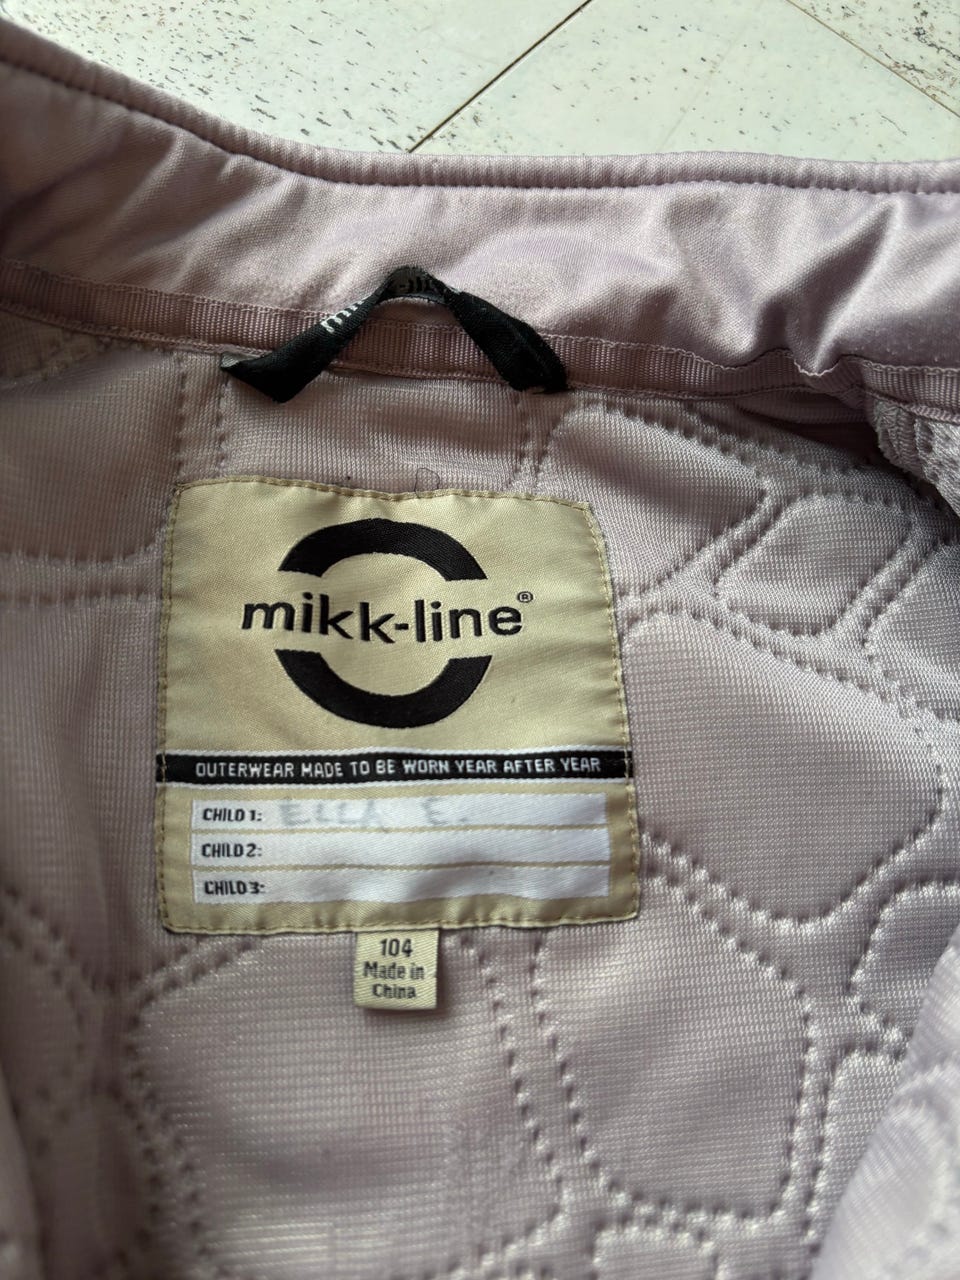 mikk-line®
OUTERWEAR MADE TO BE WORN YEAR AFTER YEAR
CHILD 1: ELLA E.
CHILD 2:
CHILD 3:
104
Made in
China